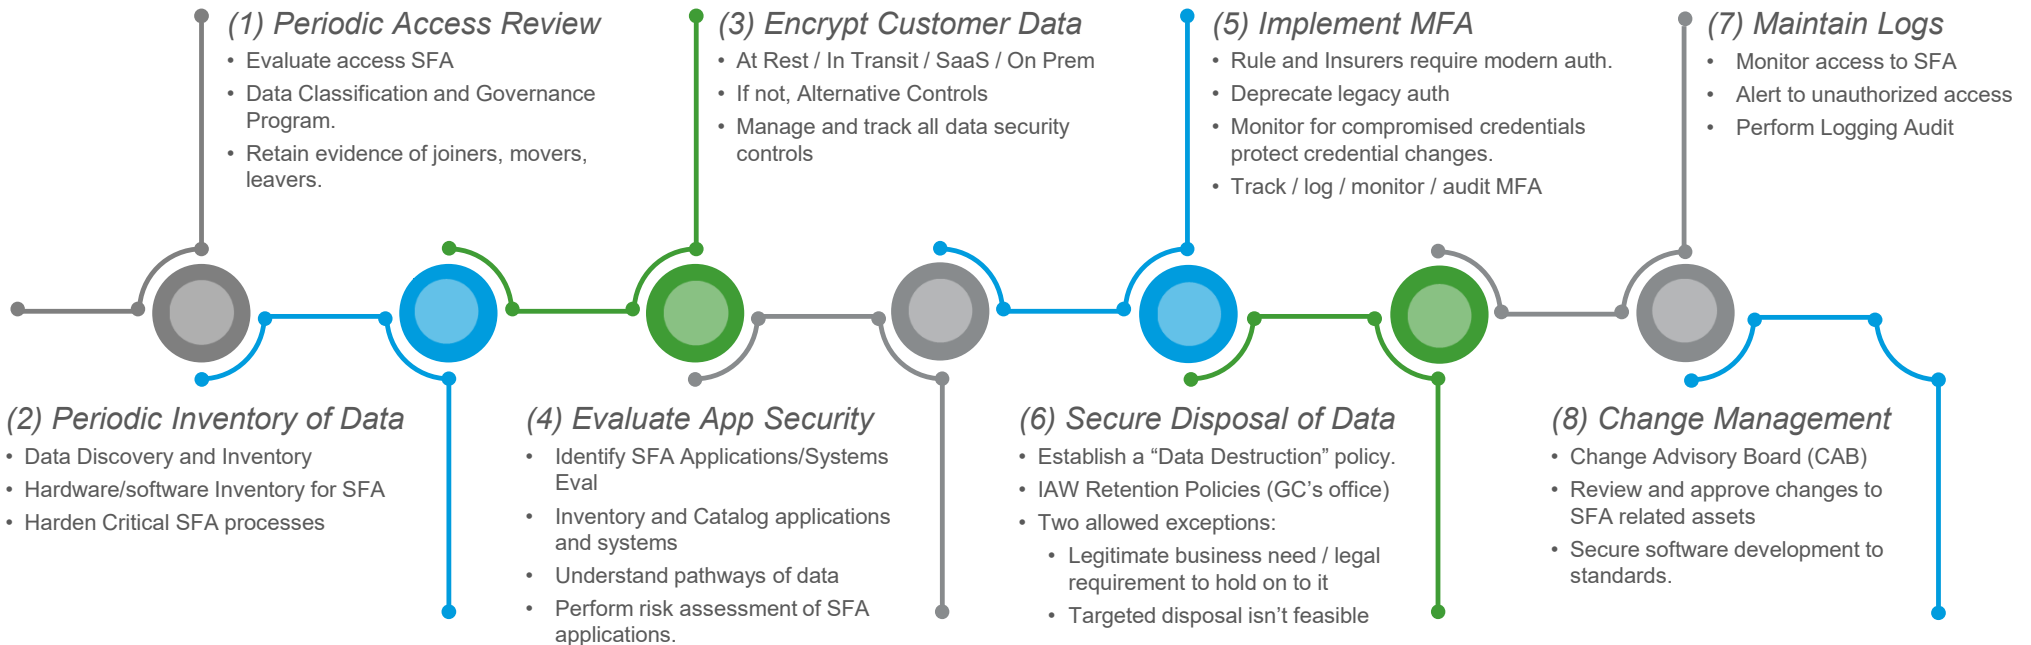 (1) Periodic Access Review
• Evaluate access SFA
• Data Classification and Governance
Program.
• Retain evidence of joiners, movers,
leavers.
(2) Periodic Inventory of Data
• Data Discovery and Inventory
• Hardware/software Inventory for SFA
• Harden Critical SFA processes
(3) Encrypt Customer Data
• At Rest / In Transit / SaaS / On Prem
• If not, Alternative Controls
• Manage and track all data security
controls
(4) Evaluate App Security
• Identify SFA Applications/Systems
Eval
• Inventory and Catalog applications
and systems
• Understand pathways of data
• Perform risk assessment of SFA
applications.
(5) Implement MFA
• Rule and Insurers require modern auth.
• Deprecate legacy auth
• Monitor for compromised credentials
protect credential changes.
• Track / log / monitor / audit MFA
(6) Secure Disposal of Data
• Establish a “Data Destruction” policy.
• IAW Retention Policies (GC’s office)
• Two allowed exceptions:
• Legitimate business need / legal
requirement to hold on to it
• Targeted disposal isn’t feasible
(7) Maintain Logs
• Monitor access to SFA
• Alert to unauthorized access
• Perform Logging Audit
(8) Change Management
• Change Advisory Board (CAB)
• Review and approve changes to
SFA related assets
• Secure software development to
standards.